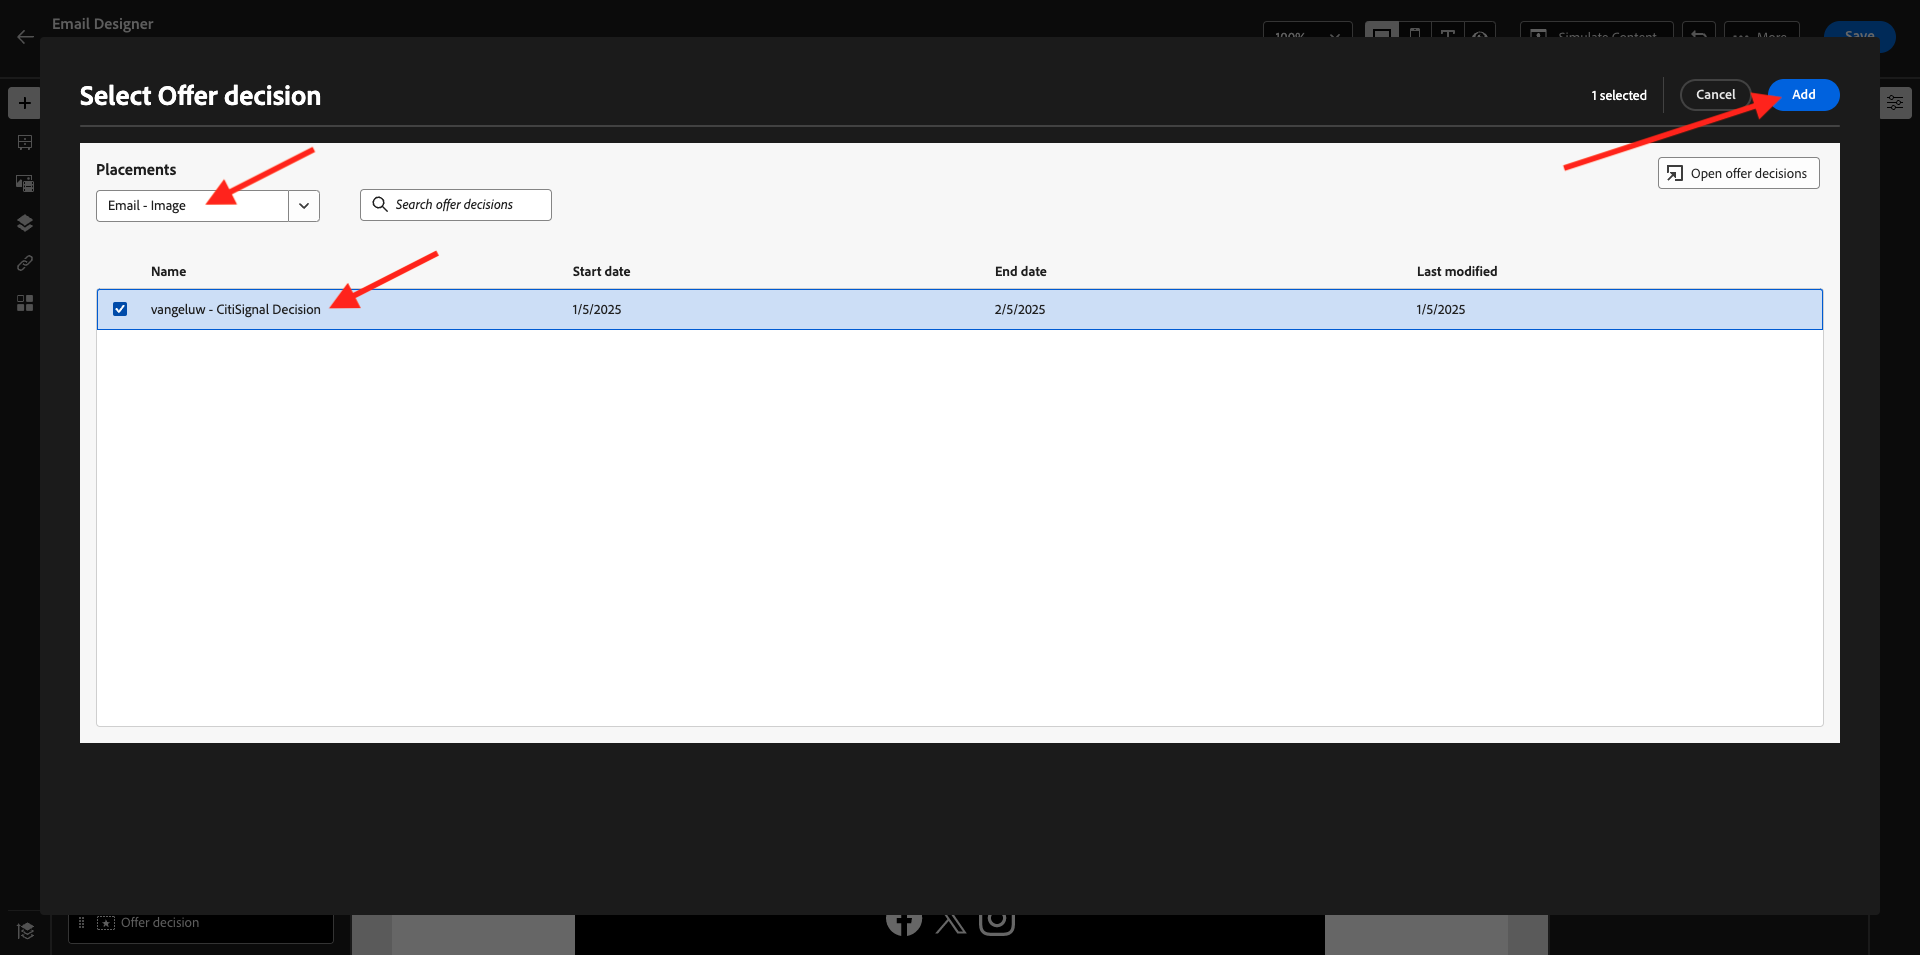 Email Designer
100%
Simulate Content
More
Save
Select Offer decision
1 selected
Cancel
Add
Placements
Open offer decisions
Email - Image
Search offer decisions
Name Start date End date Last modified
vangeluw - CitiSignal Decision 1/5/2025 2/5/2025 1/5/2025
Offer decision